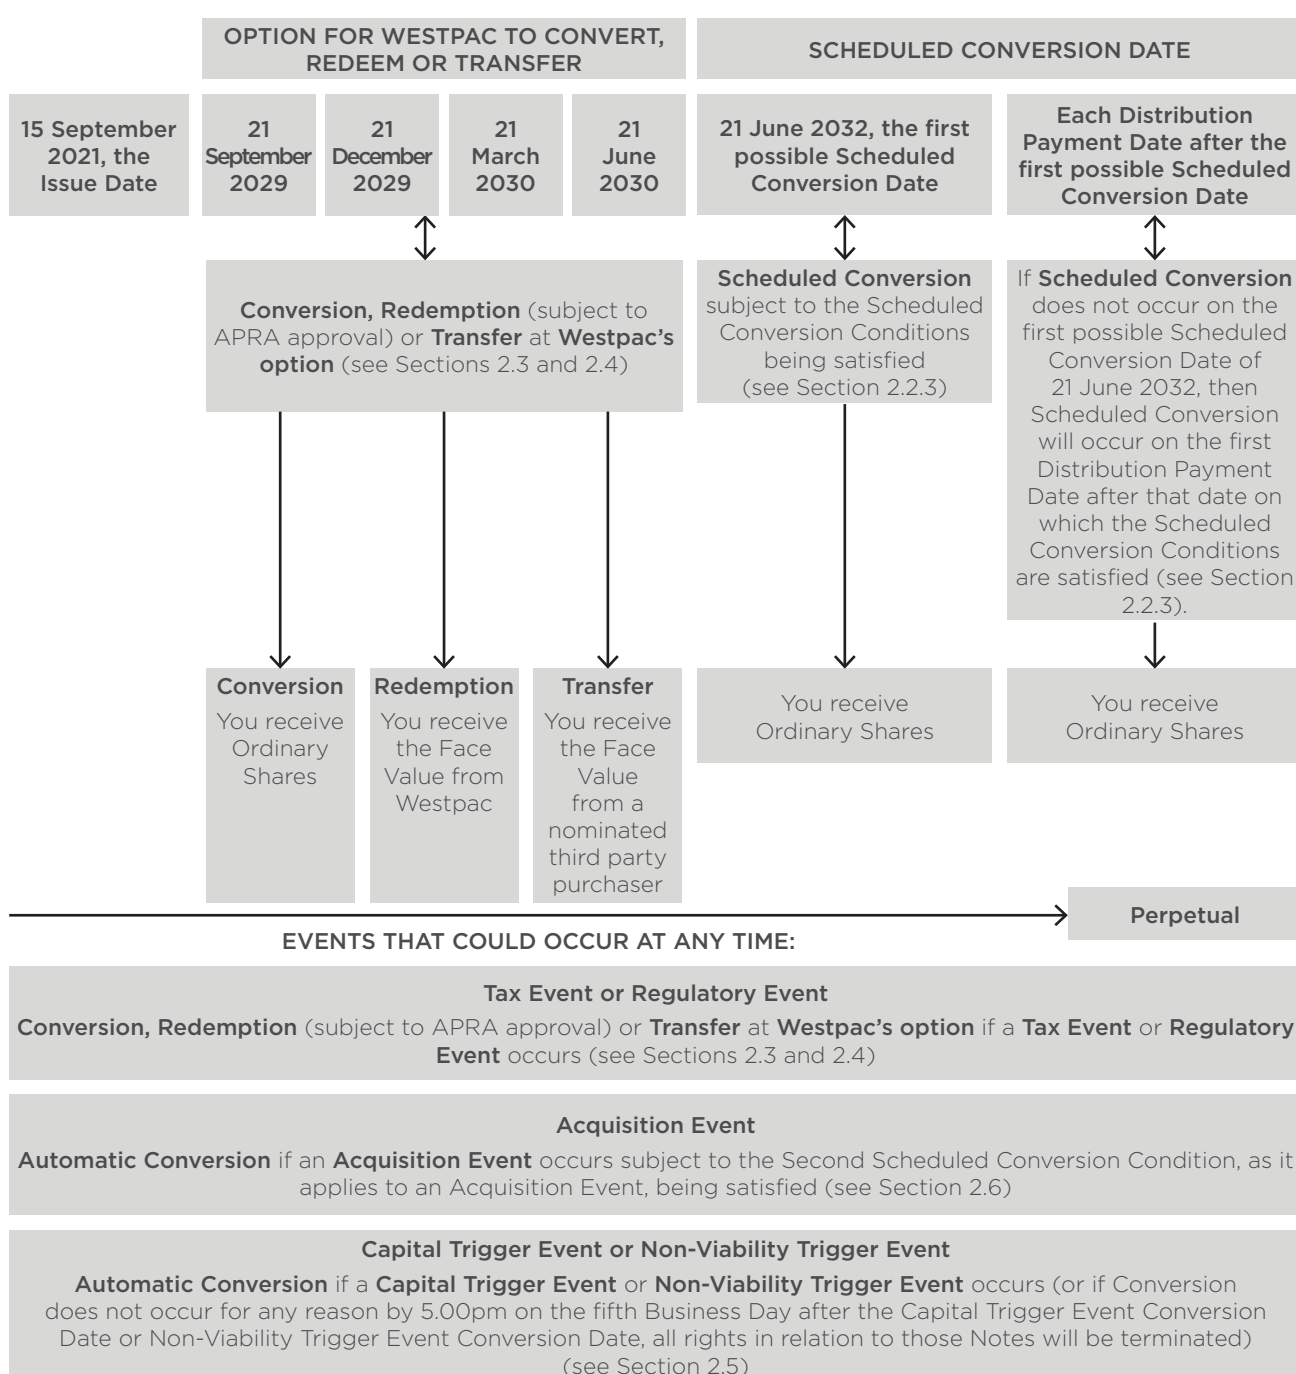 OPTION FOR WESTPAC TO CONVERT,
REDEEM OR TRANSFER
SCHEDULED CONVERSION DATE
15 September
2021, the
Issue Date
21
September
2029
21
December
2029
21
March
2030
21
June
2030
21 June 2032, the first
possible Scheduled
Conversion Date
Each Distribution
Payment Date after the
first possible Scheduled
Conversion Date
Conversion, Redemption (subject to
APRA approval) or Transfer at Westpac's
option (see Sections 2.3 and 2.4)
Scheduled Conversion
subject to the Scheduled
Conversion Conditions
being satisfied
(see Section 2.2.3)
If Scheduled Conversion
does not occur on the
first possible Scheduled
Conversion Date of
21 June 2032, then
Scheduled Conversion
will occur on the first
Distribution Payment
Date after that date on
which the Scheduled
Conversion Conditions
are satisfied (see Section
2.2.3).
Conversion
You receive
Ordinary
Shares
Redemption
You receive
the Face
Value from
Westpac
Transfer
You receive
the Face
Value
from a
nominated
third party
purchaser
You receive
Ordinary Shares
You receive
Ordinary Shares
Perpetual
EVENTS THAT COULD OCCUR AT ANY TIME:
Tax Event or Regulatory Event
Conversion, Redemption (subject to APRA approval) or Transfer at Westpac's option if a Tax Event or Regulatory
Event occurs (see Sections 2.3 and 2.4)
Acquisition Event
Automatic Conversion if an Acquisition Event occurs subject to the Second Scheduled Conversion Condition, as it
applies to an Acquisition Event, being satisfied (see Section 2.6)
Capital Trigger Event or Non-Viability Trigger Event
Automatic Conversion if a Capital Trigger Event or Non-Viability Trigger Event occurs (or if Conversion
does not occur for any reason by 5.00pm on the fifth Business Day after the Capital Trigger Event Conversion
Date or Non-Viability Trigger Event Conversion Date, all rights in relation to those Notes will be terminated)
(see Section 2.5)